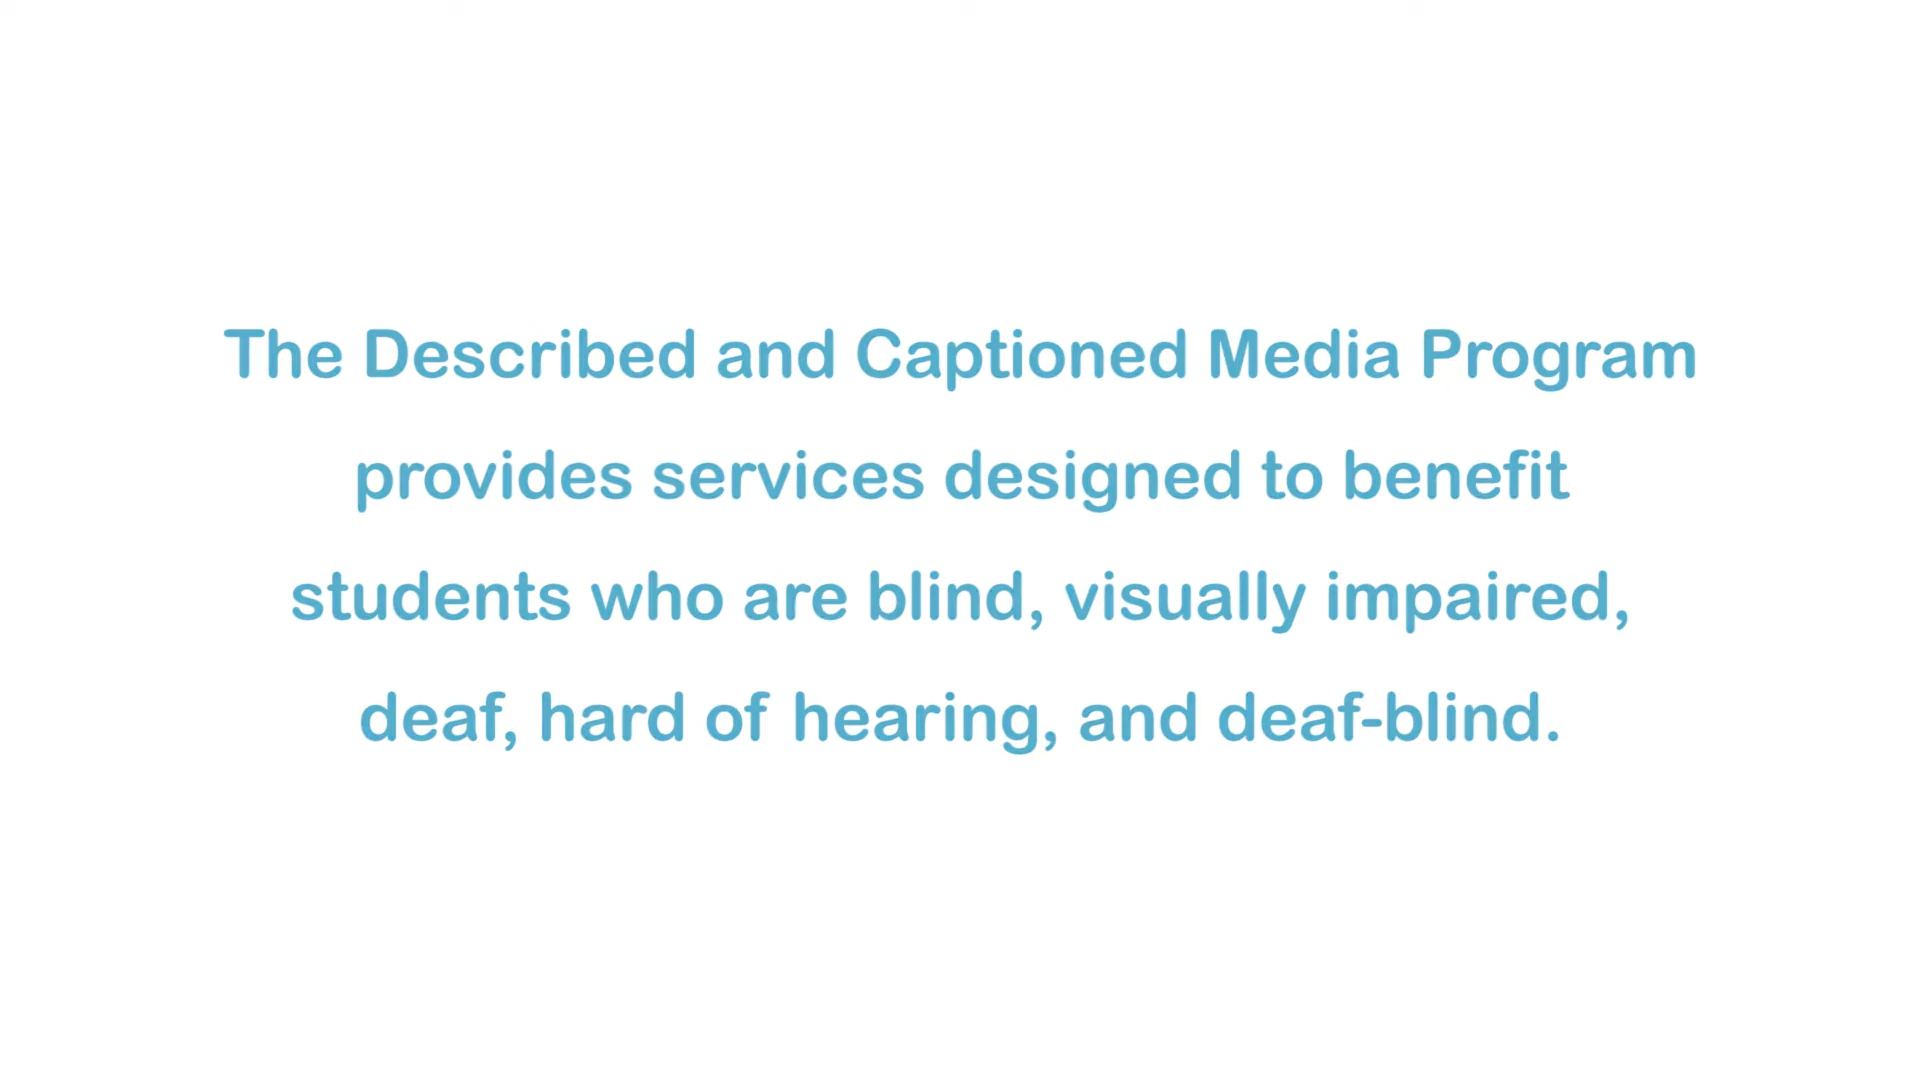 The Described and Captioned Media Program
provides services designed to benefit
students who are blind, visually impaired,
deaf, hard of hearing, and deaf-blind.